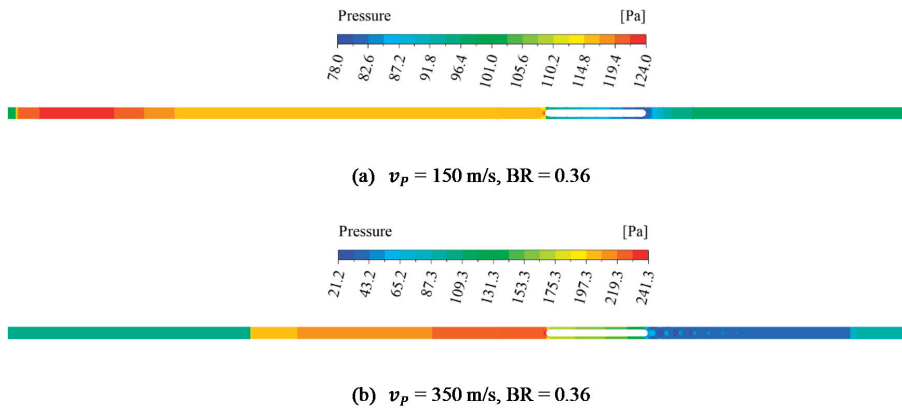 Pressure [Pa]
78.0 82.6 87.2 91.8 96.4 101.0 105.6 110.2 114.8 119.4 124.0
(a) v_P = 150 m/s, BR = 0.36
Pressure [Pa]
21.2 43.2 65.2 87.3 109.3 131.3 153.3 175.3 197.3 219.3 241.3
(b) v_P = 350 m/s, BR = 0.36